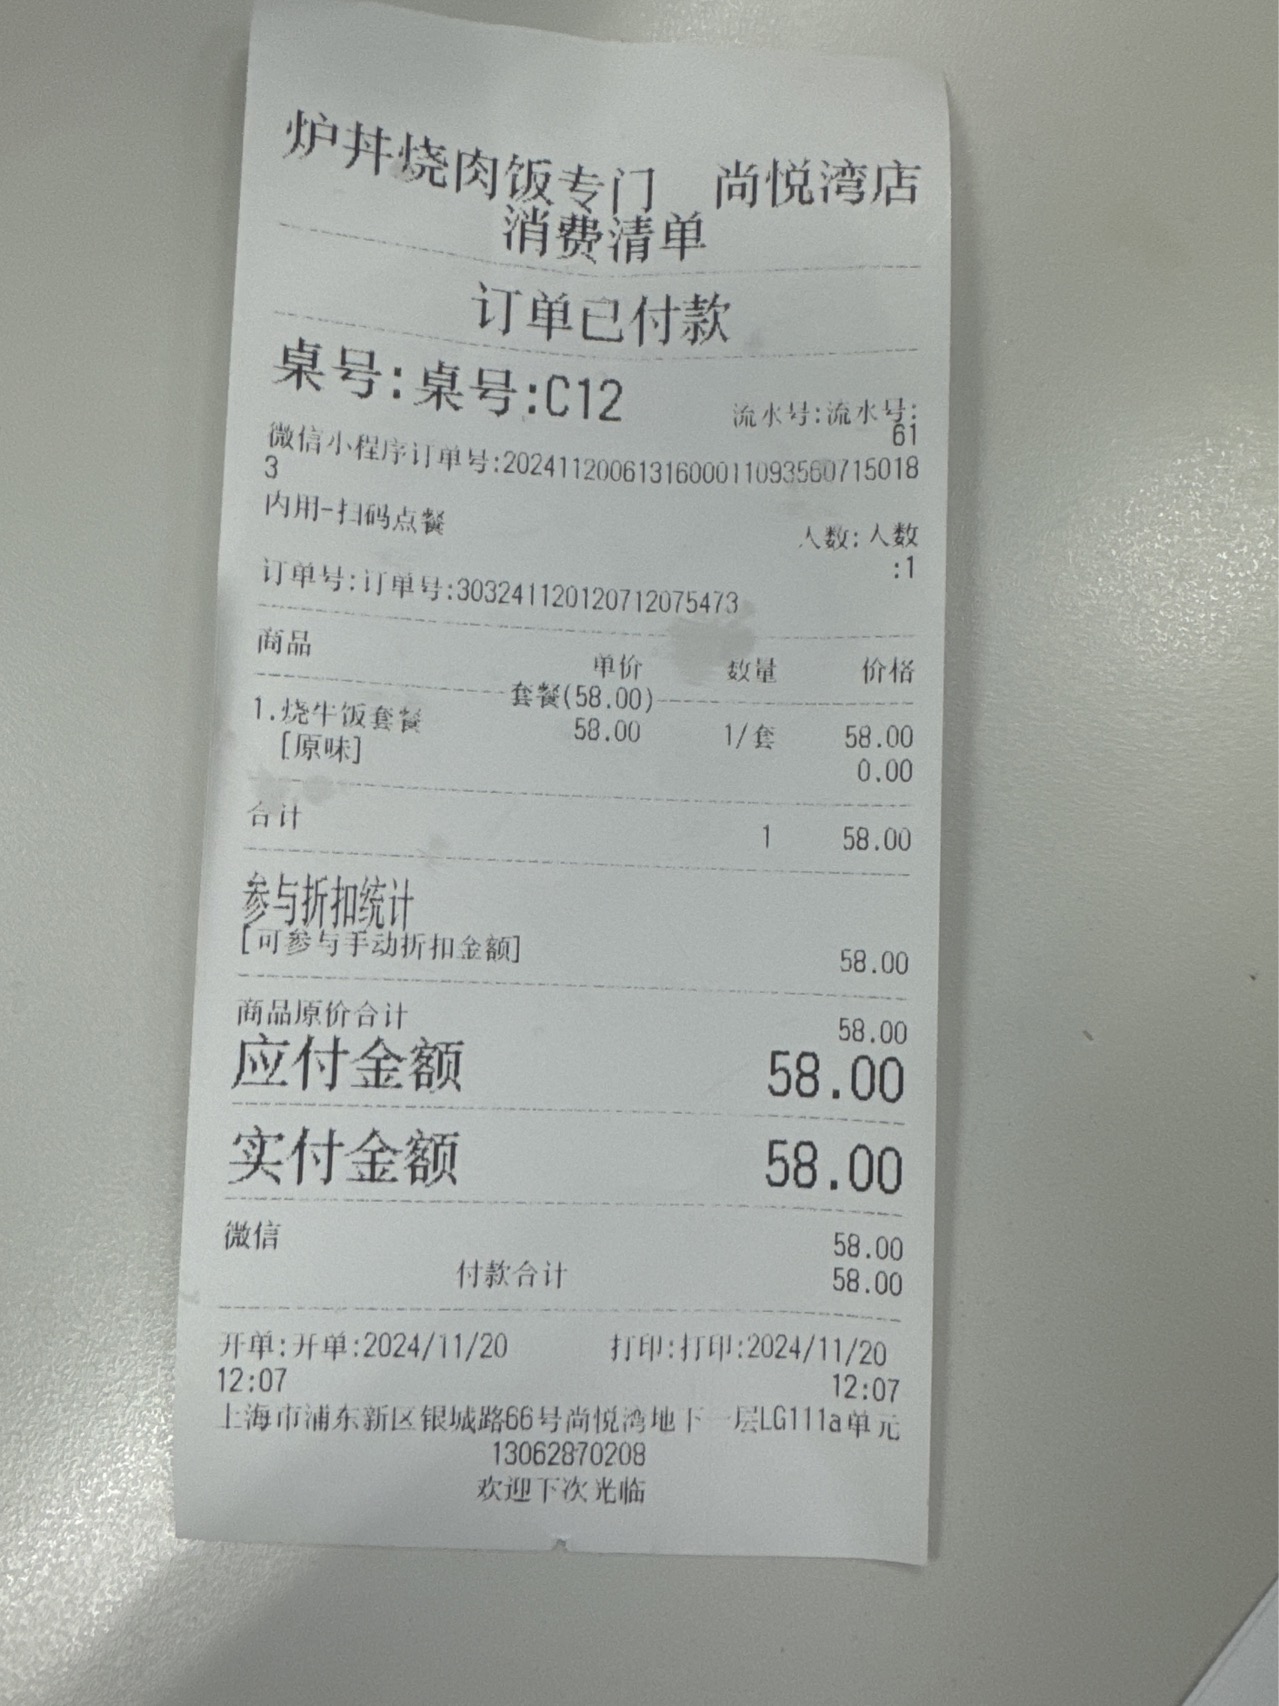 炉丼烧肉饭专门 尚悦湾店
消费清单
订单已付款
桌号:桌号:C12
流水号:流水号:
61
微信小程序订单号:2024112006131600011093560715018
3
内用-扫码点餐
人数:人数
:1
订单号:订单号:303241120120712075473
商品 单价 数量 价格
套餐(58.00)
1.烧牛饭套餐 58.00 1/套 58.00
[原味] 0.00
合计 1 58.00
参与折扣统计
[可参与手动折扣金额] 58.00
商品原价合计 58.00
应付金额 58.00
实付金额 58.00
微信 58.00
付款合计 58.00
开单:开单:2024/11/20 打印:打印:2024/11/20
12:07 12:07
上海市浦东新区银城路66号尚悦湾地下一层LG111a单元
13062870208
欢迎下次光临